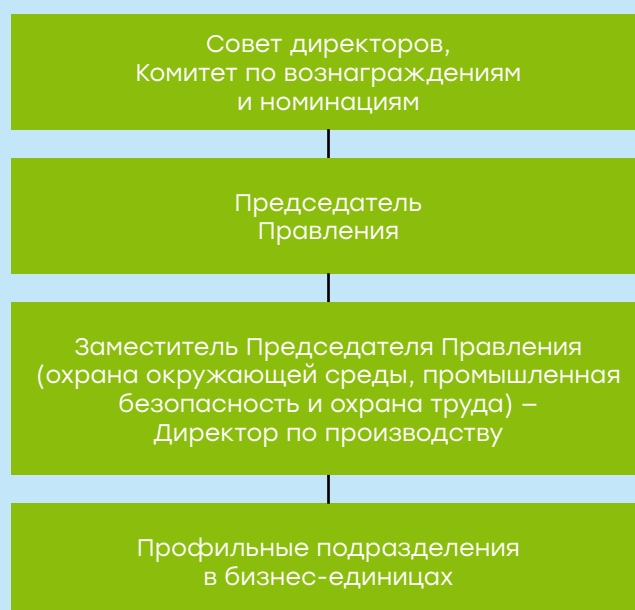 Совет директоров,
Комитет по вознаграждениям
и номинациям
Председатель
Правления
Заместитель Председателя Правления
(охрана окружающей среды, промышленная
безопасность и охрана труда) –
Директор по производству
Профильные подразделения
в бизнес-единицах